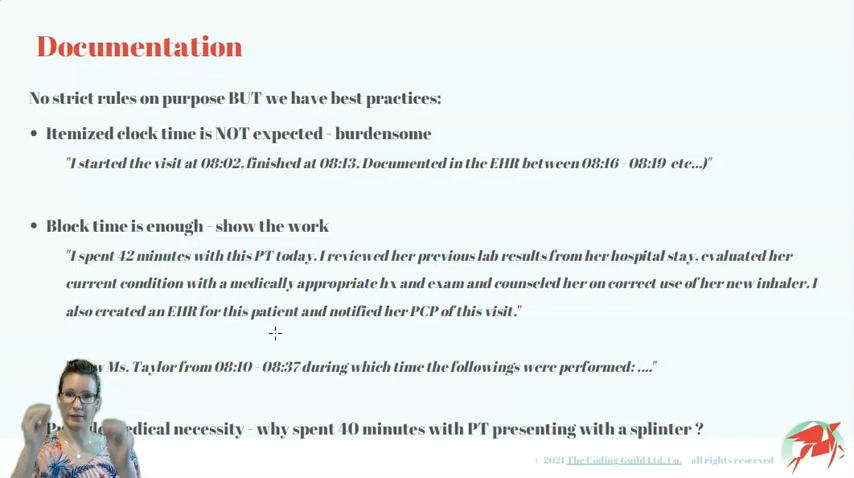 Documentation
No strict rules on purpose BUT we have best practices:
• Itemized clock time is NOT expected - burdensome
"I started the visit at 08:02, finished at 08:13. Documented in the EHR between 08:16 - 08:19 etc...)"
• Block time is enough - show the work
"I spent 42 minutes with this PT today. I reviewed her previous lab results from her hospital stay, evaluated her
current condition with a medically appropriate hx and exam and counseled her on correct use of her new inhaler. I
also created an EHR for this patient and notified her PCP of this visit."
Ms. Taylor from 08:10 - 08:37 during which time the followings were performed: ...."
medical necessity - why spent 40 minutes with PT presenting with a splinter ?
© 2021 The Coding Guild Ltd. Co. all rights reserved